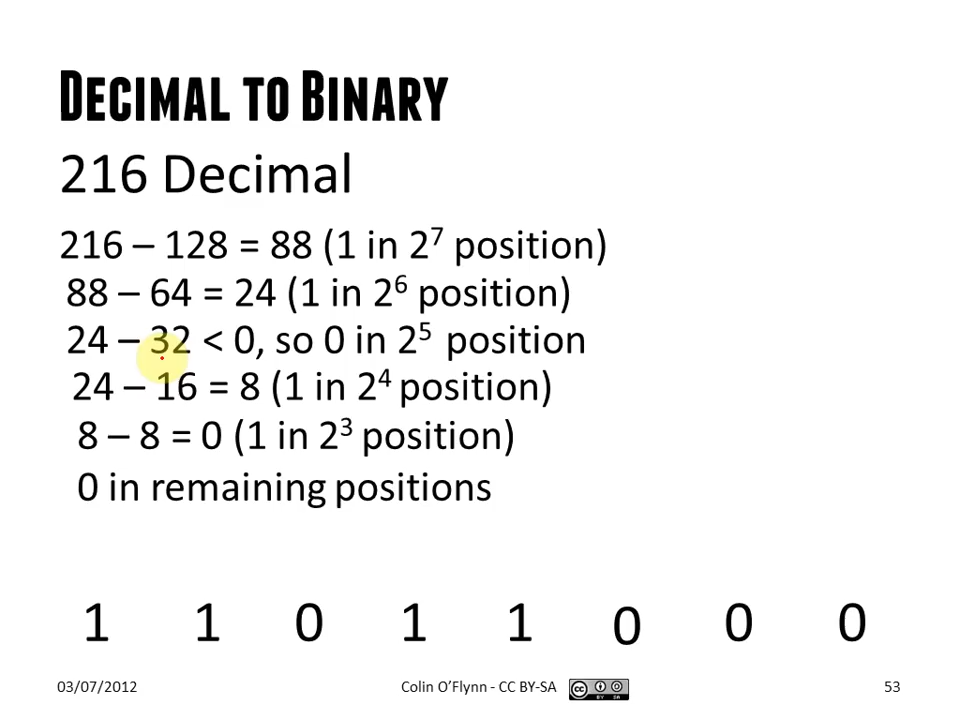 DECIMAL TO BINARY
216 Decimal
216 – 128 = 88 (1 in 2⁷ position)
88 – 64 = 24 (1 in 2⁶ position)
24 – 32 < 0, so 0 in 2⁵ position
24 – 16 = 8 (1 in 2⁴ position)
8 – 8 = 0 (1 in 2³ position)
0 in remaining positions
1 1 0 1 1 0 0 0
03/07/2012 Colin O’Flynn - CC BY-SA cc BY SA 53